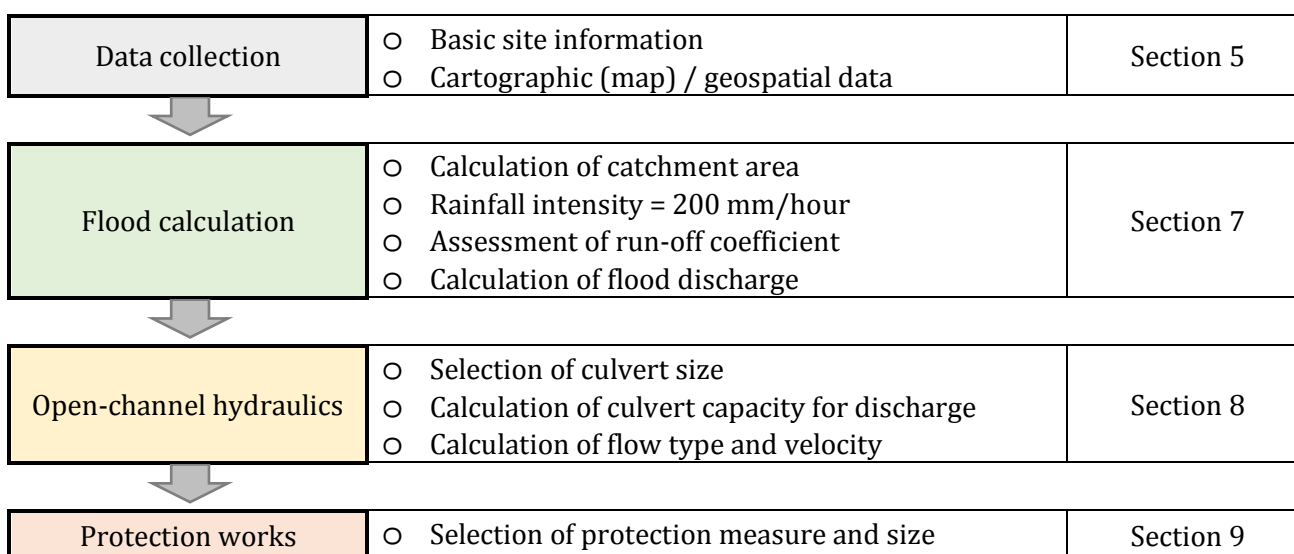 Data collection
o Basic site information
o Cartographic (map) / geospatial data
Section 5
Flood calculation
o Calculation of catchment area
o Rainfall intensity = 200 mm/hour
o Assessment of run-off coefficient
o Calculation of flood discharge
Section 7
Open-channel hydraulics
o Selection of culvert size
o Calculation of culvert capacity for discharge
o Calculation of flow type and velocity
Section 8
Protection works
o Selection of protection measure and size
Section 9